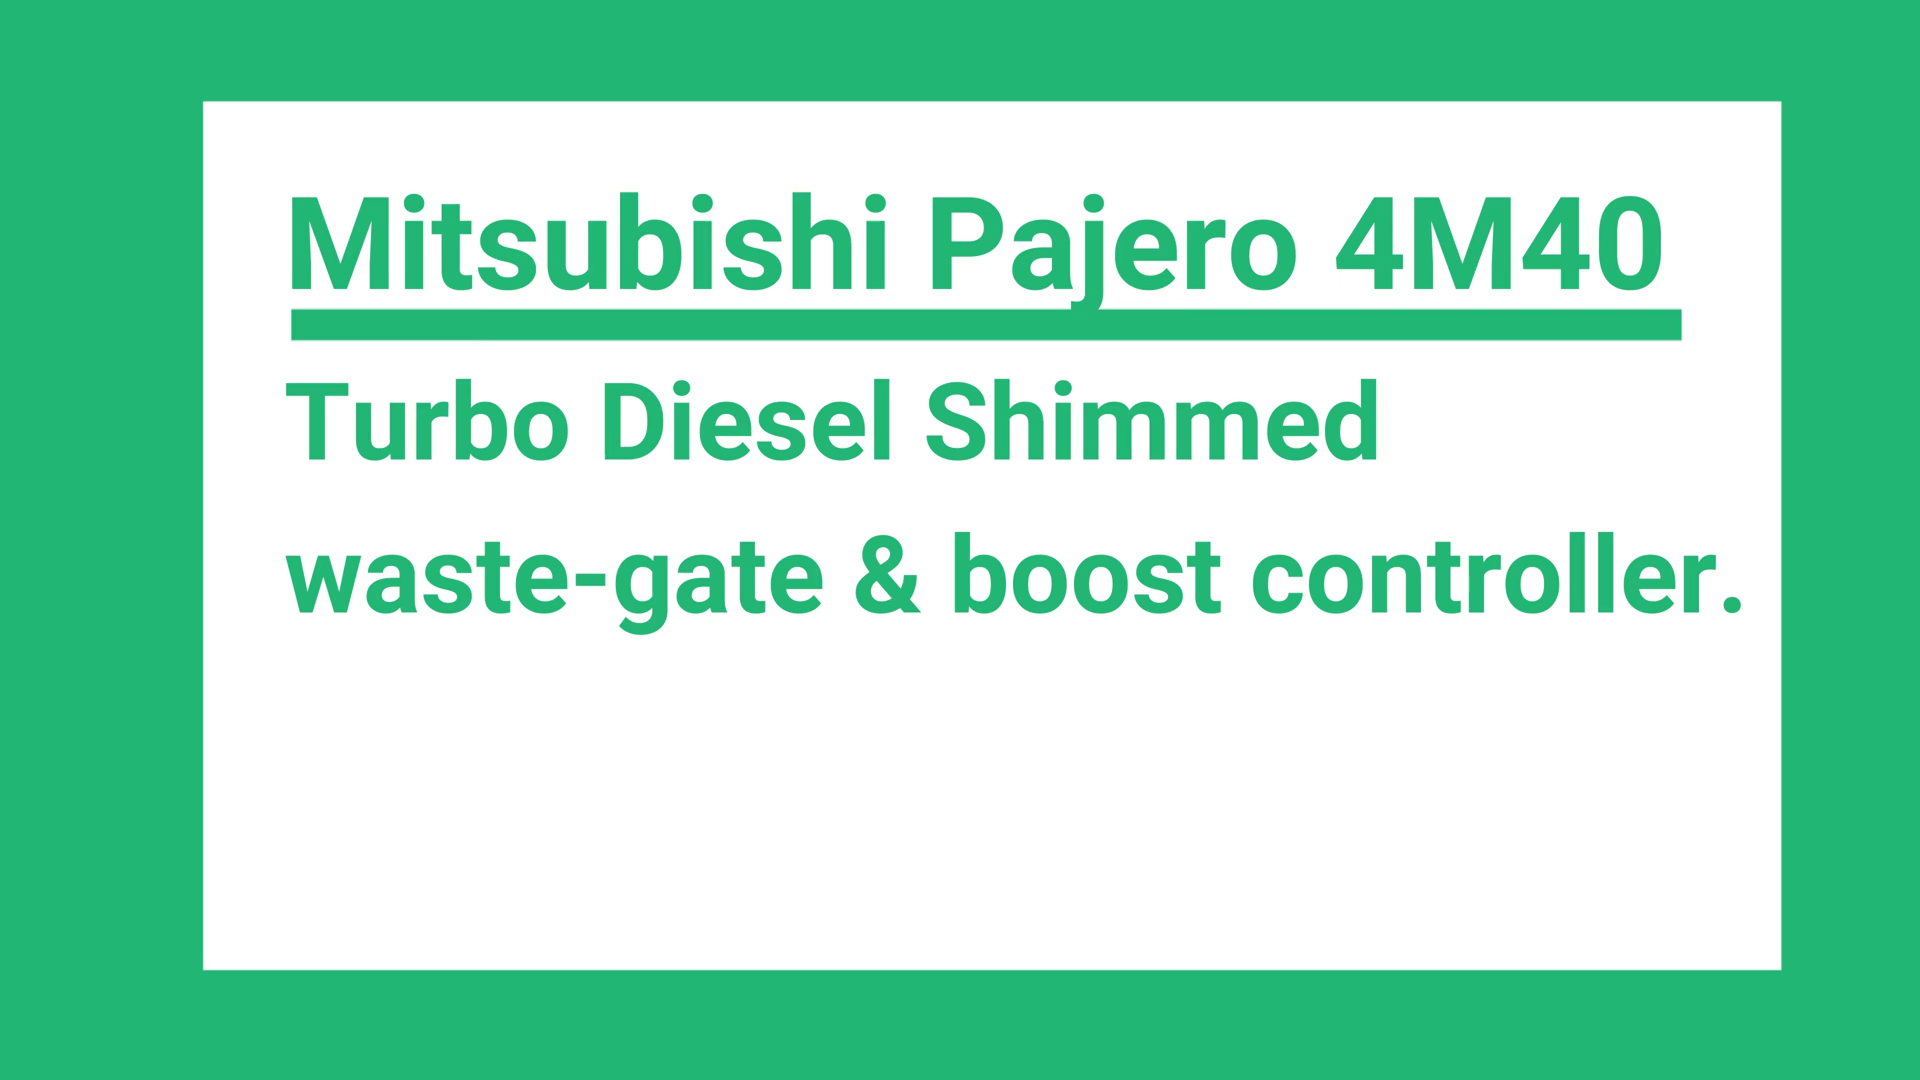 Mitsubishi Pajero 4M40
Turbo Diesel Shimmed
waste-gate & boost controller.